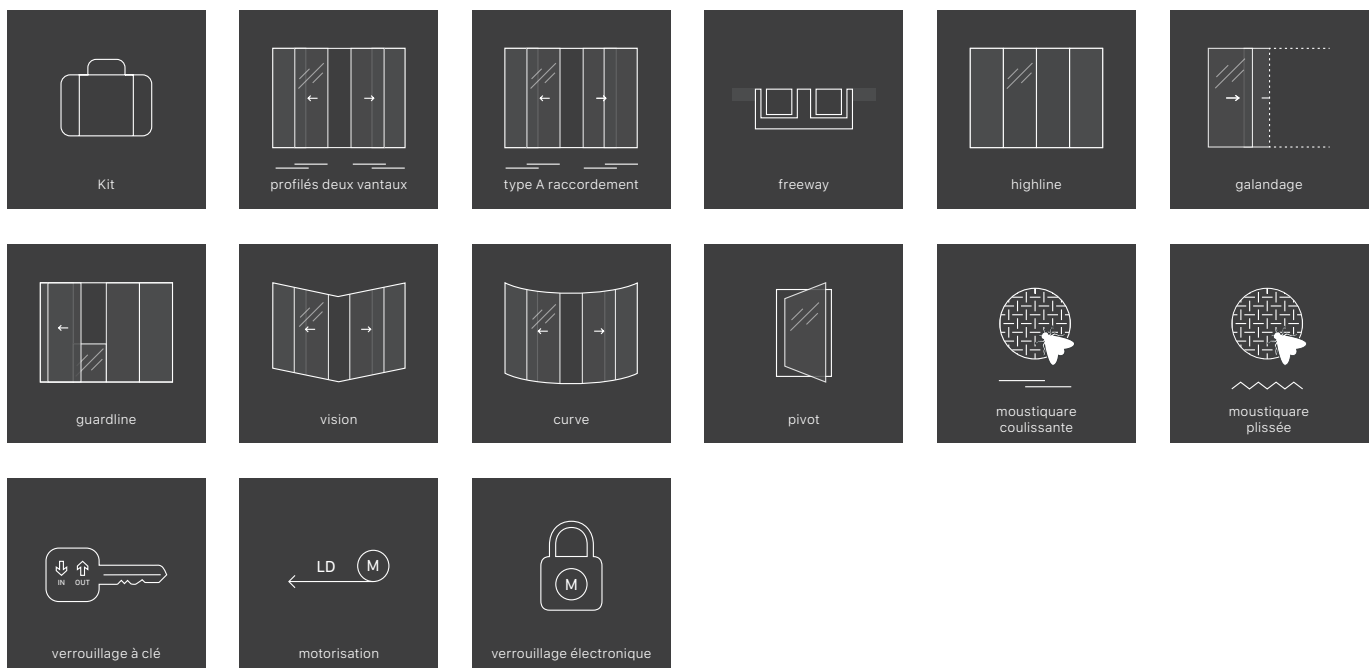 Kit
profilés deux vantaux
type A raccordement
freeway
highline
galandage
guardline
vision
curve
pivot
moustiquare
coulissante
moustiquare
plissée
IN OUT
verrouillage à clé
LD M
motorisation
M
verrouillage électronique